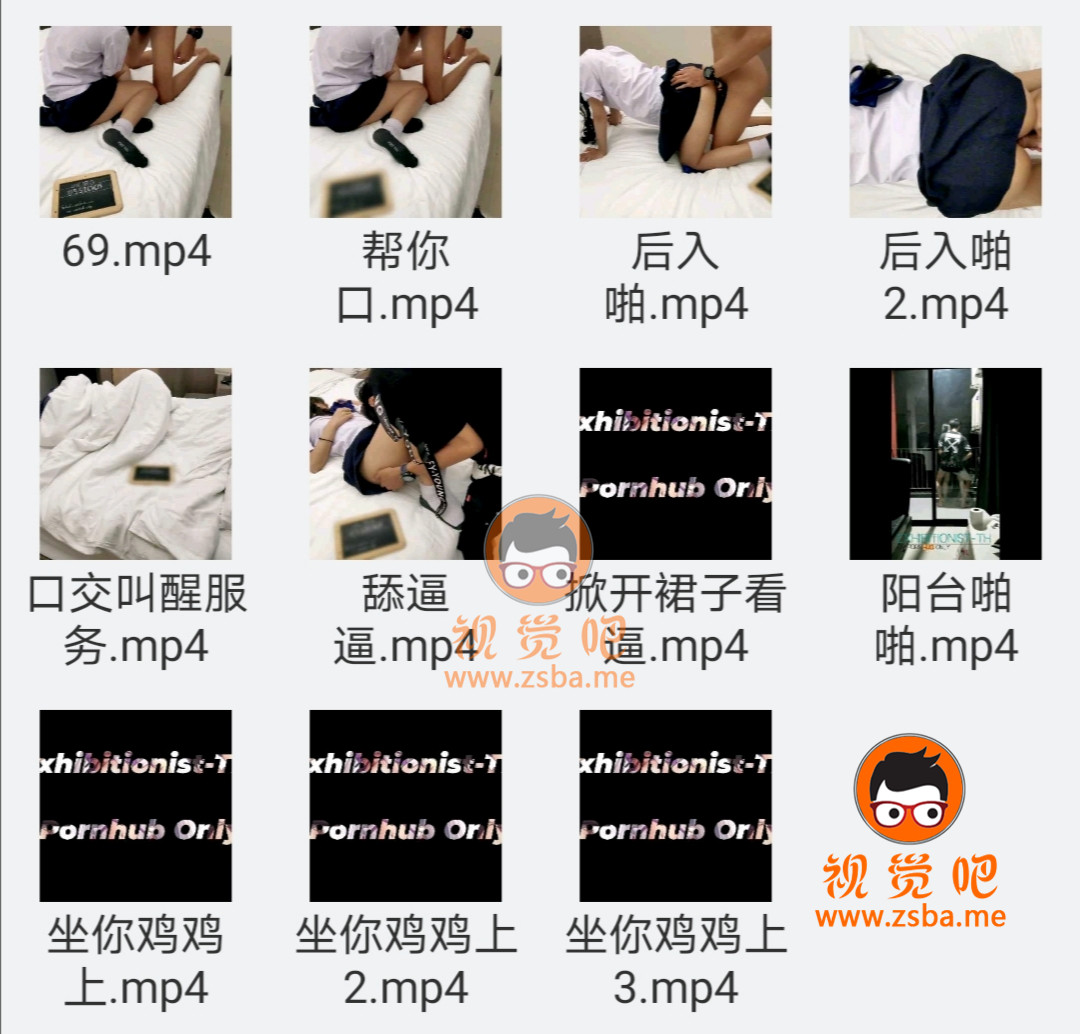 69.mp4
帮你
口.mp4
后入
啪.mp4
后入啪
2.mp4
xhibitionist-T
Pornhub Only
EXHIBITIONIST-TH
口交叫醒服
务.mp4
舔逼
逼.mp4
掀开裙子看
逼.mp4
阳台啪
啪.mp4
视觉吧
www.zsba.me
xhibitionist-T
Pornhub Only
xhibitionist-T
Pornhub Only
xhibitionist-T
Pornhub Only
视觉吧
www.zsba.me
坐你鸡鸡
上.mp4
坐你鸡鸡上
2.mp4
坐你鸡鸡上
3.mp4